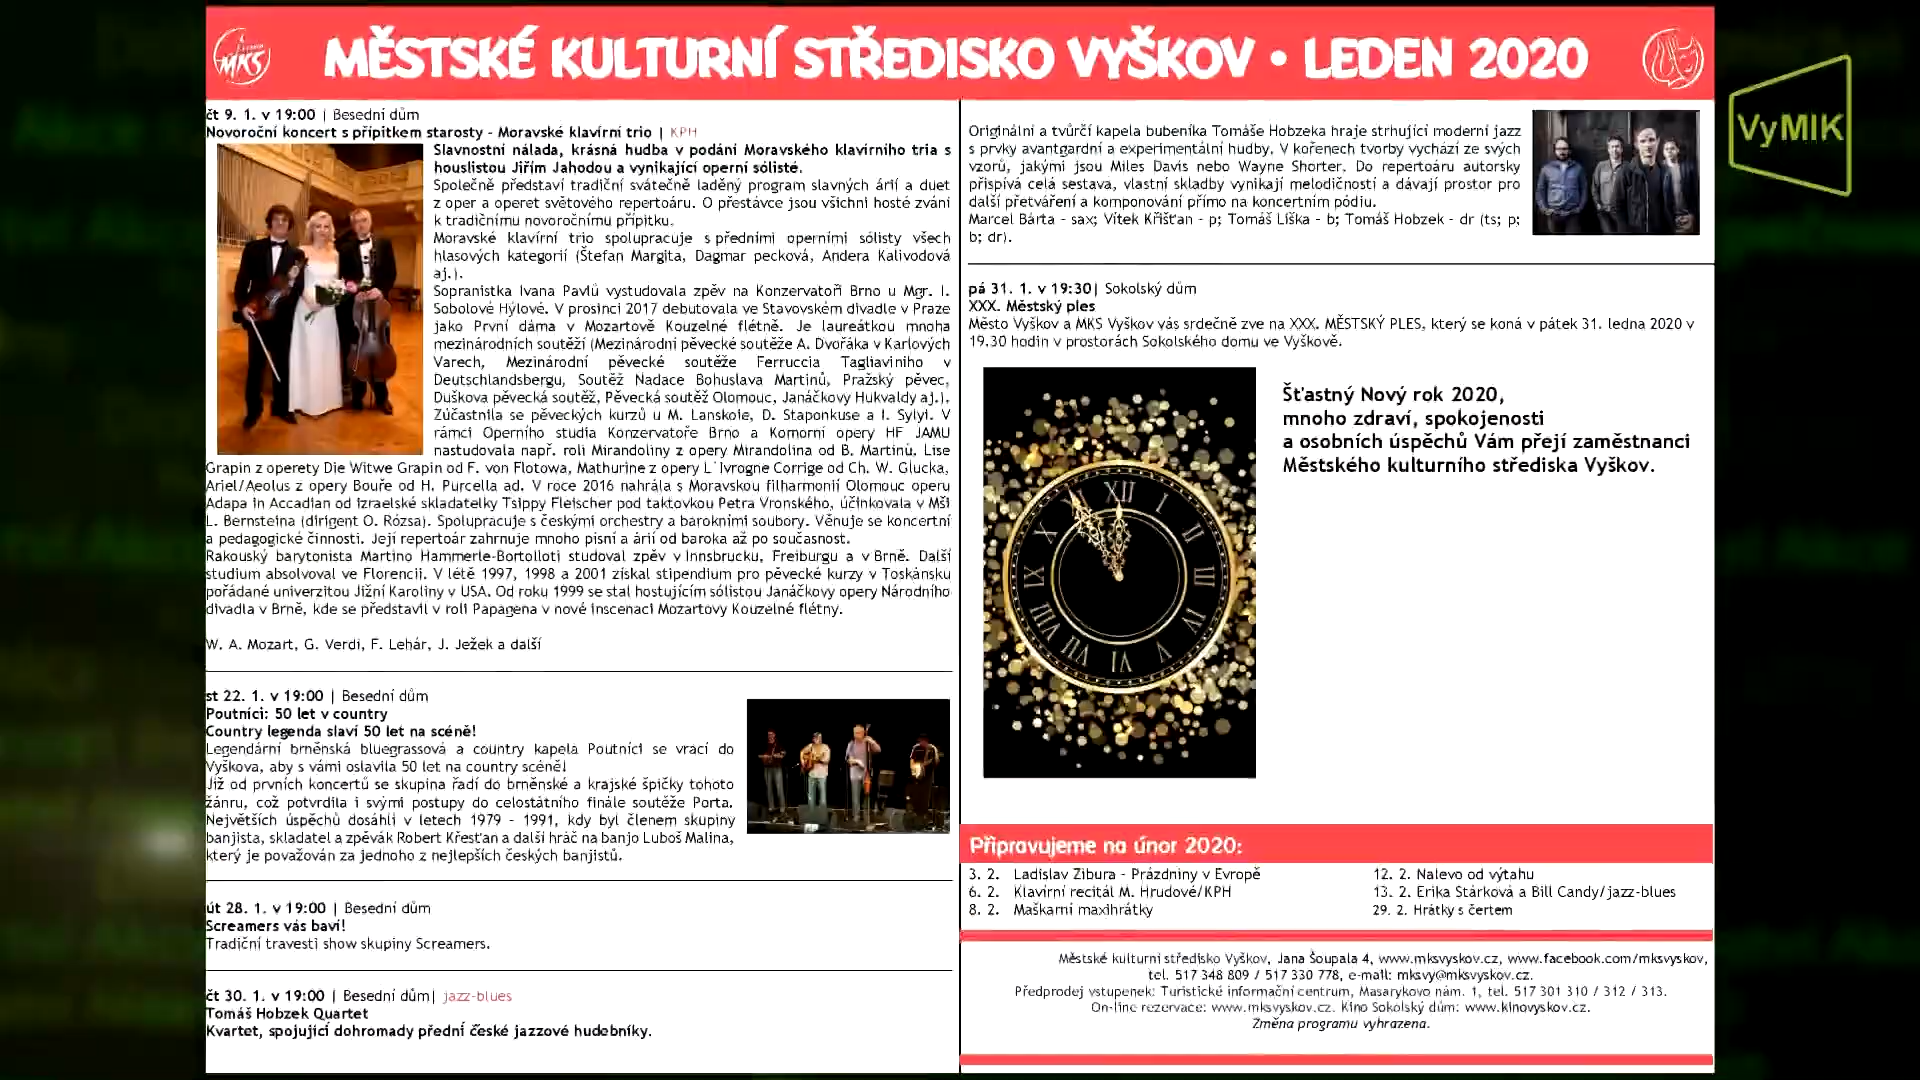 MĚSTSKÉ KULTURNÍ STŘEDISKO VYŠKOV • LEDEN 2020
MKS
VyMIK
čt 9. 1. v 19:00 | Besední dům
Novoroční koncert s přípitkem starosty - Moravské klavírní trio | KPH
Slavnostní nálada, krásná hudba v podání Moravského klavírního tria s
houslistou Jiřím Jahodou a vynikající operní sólisté.
Společně představí tradiční svátečně laděný program slavných árií a duet
z oper a operet světového repertoáru. O přestávce jsou všichni hosté zváni
k tradičnímu novoročnímu přípitku.
Moravské klavírní trio spolupracuje s předními operními sólisty všech
hlasových kategorií (Štefan Margita, Dagmar pecková, Andera Kalivodová
aj.).
Sopranistka Ivana Pavlů vystudovala zpěv na Konzervatoři Brno u Mgr. I.
Sobolové Hýlové. V prosinci 2017 debutovala ve Stavovském divadle v Praze
jako První dáma v Mozartově Kouzelné flétně. Je laureátkou mnoha
mezinárodních soutěží (Mezinárodní pěvecké soutěže A. Dvořáka v Karlových
Varech, Mezinárodní pěvecké soutěže Ferruccia Tagliaviniho v
Deutschlandsbergu, Soutěž Nadace Bohuslava Martinů, Pražský pěvec,
Duškova pěvecká soutěž, Pěvecká soutěž Olomouc, Janáčkovy Hukvaldy aj.).
Zúčastnila se pěveckých kurzů u M. Lanskoie, D. Staponkuse a I. Sylyi. V
rámci Operního studia Konzervatoře Brno a Komorní opery HF JAMU
nastudovala např. roli Mirandoliny z opery Mirandolina od B. Martinů, Lise
Grapin z operety Die Witwe Grapin od F. von Flotowa, Mathurine z opery L´Ivrogne Corrige od Ch. W. Glucka,
Ariel/Aeolus z opery Bouře od H. Purcella ad. V roce 2016 nahrála s Moravskou filharmonií Olomouc operu
Adapa in Accadian od izraelské skladatelky Tsippy Fleischer pod taktovkou Petra Vronského, účinkovala v Mši
L. Bernsteina (dirigent O. Rózsa). Spolupracuje s českými orchestry a barokními soubory. Věnuje se koncertní
a pedagogické činnosti. Její repertoár zahrnuje mnoho písní a árií od baroka až po současnost.
Rakouský barytonista Martino Hammerle-Bortolloti studoval zpěv v Innsbrucku, Freiburgu a v Brně. Další
studium absolvoval ve Florencii. V létě 1997, 1998 a 2001 získal stipendium pro pěvecké kurzy v Toskánsku
pořádané univerzitou Jižní Karolíny v USA. Od roku 1999 se stal hostujícím sólistou Janáčkovy opery Národního
divadla v Brně, kde se představil v roli Papagena v nové inscenaci Mozartovy Kouzelné flétny.
W. A. Mozart, G. Verdi, F. Lehár, J. Ježek a další
st 22. 1. v 19:00 | Besední dům
Poutníci: 50 let v country
Country legenda slaví 50 let na scéně!
Legendární brněnská bluegrassová a country kapela Poutníci se vrací do
Vyškova, aby s vámi oslavila 50 let na country scéně!
Již od prvních koncertů se skupina řadí do brněnské a krajské špičky tohoto
žánru, což potvrdila i svými postupy do celostátního finále soutěže Porta.
Největších úspěchů dosáhli v letech 1979 - 1991, kdy byl členem skupiny
banjista, skladatel a zpěvák Robert Křesťan a další hráč na banjo Luboš Malina,
který je považován za jednoho z nejlepších českých banjistů.
út 28. 1. v 19:00 | Besední dům
Screamers vás baví!
Tradiční travesti show skupiny Screamers.
čt 30. 1. v 19:00 | Besední dům| jazz-blues
Tomáš Hobzek Quartet
Kvartet, spojující dohromady přední české jazzové hudebníky.
Originální a tvůrčí kapela bubeníka Tomáše Hobzeka hraje strhující moderní jazz
s prvky avantgardní a experimentální hudby. V kořenech tvorby vychází ze svých
vzorů, jakými jsou Miles Davis nebo Wayne Shorter. Do repertoáru autorsky
přispívá celá sestava, vlastní skladby vynikají melodičností a dávají prostor pro
další přetváření a komponování přímo na koncertním pódiu.
Marcel Bárta - sax; Vítek Křišťan - p; Tomáš Liška - b; Tomáš Hobzek - dr (ts; p;
b; dr).
pá 31. 1. v 19:30| Sokolský dům
XXX. Městský ples
Město Vyškov a MKS Vyškov vás srdečně zve na XXX. MĚSTSKÝ PLES, který se koná v pátek 31. ledna 2020 v
19.30 hodin v prostorách Sokolského domu ve Vyškově.
Šťastný Nový rok 2020,
mnoho zdraví, spokojenosti
a osobních úspěchů Vám přejí zaměstnanci
Městského kulturního střediska Vyškov.
XII I II III V VI VII VIII IX X
Připravujeme na únor 2020:
3. 2. Ladislav Zibura - Prázdniny v Evropě
6. 2. Klavírní recitál M. Hrudové/KPH
8. 2. Maškarní maxihrátky
12. 2. Nalevo od výtahu
13. 2. Erika Stárková a Bill Candy/jazz-blues
29. 2. Hrátky s čertem
Městské kulturní středisko Vyškov, Jana Šoupala 4, www.mksvyskov.cz, www.facebook.com/mksvyskov,
tel. 517 348 809 / 517 330 778, e-mail: mksvy@mksvyskov.cz.
Předprodej vstupenek: Turistické informační centrum, Masarykovo nám. 1, tel. 517 301 310 / 312 / 313.
On-line rezervace: www.mksvyskov.cz. Kino Sokolský dům: www.kinovyskov.cz.
Změna programu vyhrazena.